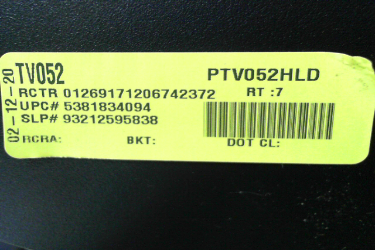 02-12-20
TV052 PTV052HLD
RCTR 01269171206742372 RT :7
UPC# 5381834094
SLP# 93212595838
RCRA: BKT: DOT CL: